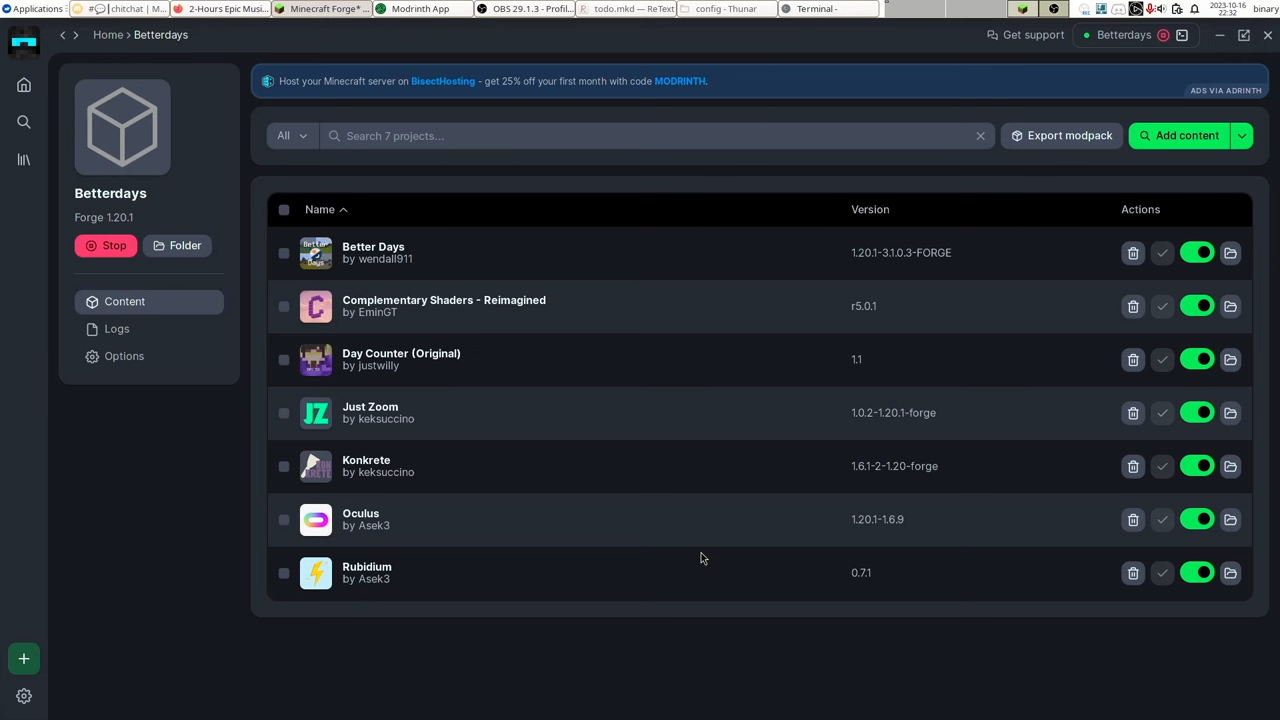 Applications
#💬 | chitchat | M...
2-Hours Epic Musi...
Minecraft Forge* ...
Modrinth App
OBS 29.1.3 - Profil...
todo.mkd — ReText
config - Thunar
Terminal -
2023-10-16
22:32
binary
Home > Betterdays
Get support
Betterdays
Host your Minecraft server on BisectHosting - get 25% off your first month with code MODRINTH.
ADS VIA ADRINTH
All
Search 7 projects...
Export modpack
Add content
Betterdays
Forge 1.20.1
Stop
Folder
Content
Logs
Options
Name
Version
Actions
Better Days
by wendall911
1.20.1-3.1.0.3-FORGE
Complementary Shaders - Reimagined
by EminGT
r5.0.1
Day Counter (Original)
by justwilly
1.1
JZ
Just Zoom
by keksuccino
1.0.2-1.20.1-forge
Konkrete
by keksuccino
1.6.1-2-1.20-forge
Oculus
by Asek3
1.20.1-1.6.9
Rubidium
by Asek3
0.7.1